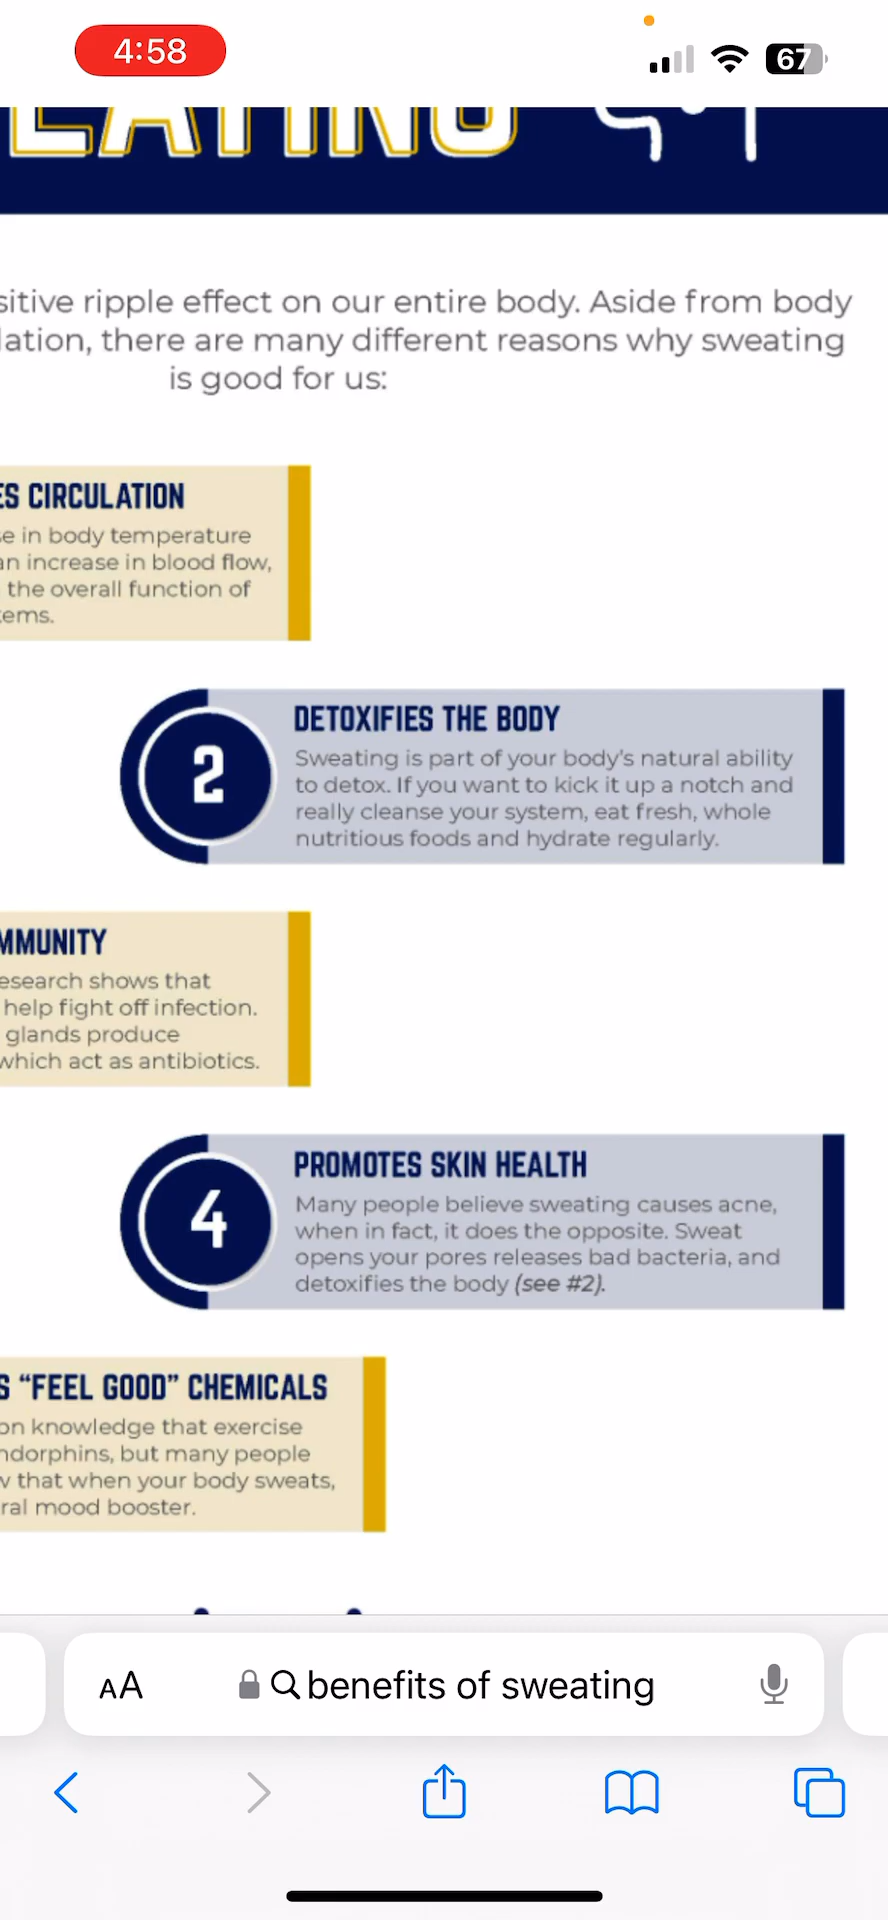 4:58
67
EATING
sitive ripple effect on our entire body. Aside from body
lation, there are many different reasons why sweating
is good for us:
ES CIRCULATION
se in body temperature
an increase in blood flow,
the overall function of
tems.
2
DETOXIFIES THE BODY
Sweating is part of your body's natural ability
to detox. If you want to kick it up a notch and
really cleanse your system, eat fresh, whole
nutritious foods and hydrate regularly.
MMUNITY
esearch shows that
help fight off infection.
glands produce
which act as antibiotics.
4
PROMOTES SKIN HEALTH
Many people believe sweating causes acne,
when in fact, it does the opposite. Sweat
opens your pores releases bad bacteria, and
detoxifies the body (see #2).
S “FEEL GOOD” CHEMICALS
on knowledge that exercise
ndorphins, but many people
w that when your body sweats,
ral mood booster.
AA
benefits of sweating